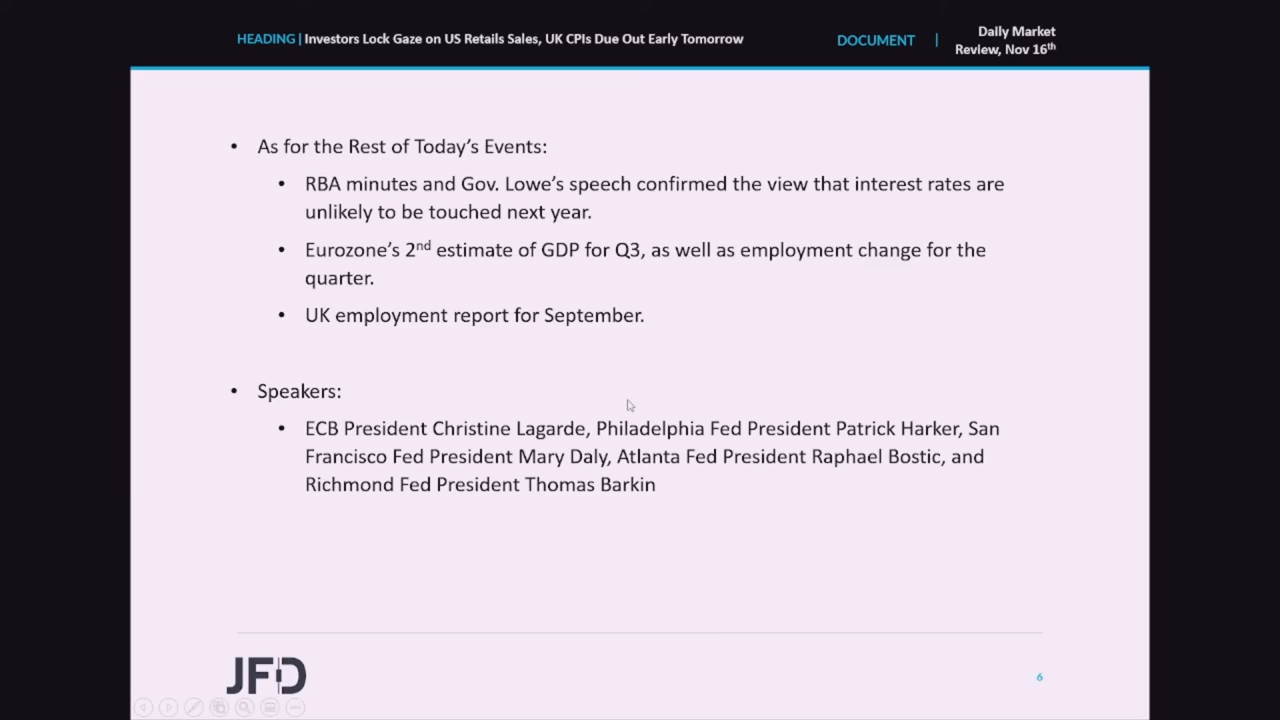 HEADING | Investors Lock Gaze on US Retails Sales, UK CPIs Due Out Early Tomorrow
DOCUMENT | Daily Market
Review, Nov 16th
• As for the Rest of Today's Events:
• RBA minutes and Gov. Lowe's speech confirmed the view that interest rates are
unlikely to be touched next year.
• Eurozone's 2nd estimate of GDP for Q3, as well as employment change for the
quarter.
• UK employment report for September.
• Speakers:
• ECB President Christine Lagarde, Philadelphia Fed President Patrick Harker, San
Francisco Fed President Mary Daly, Atlanta Fed President Raphael Bostic, and
Richmond Fed President Thomas Barkin
JFD
6